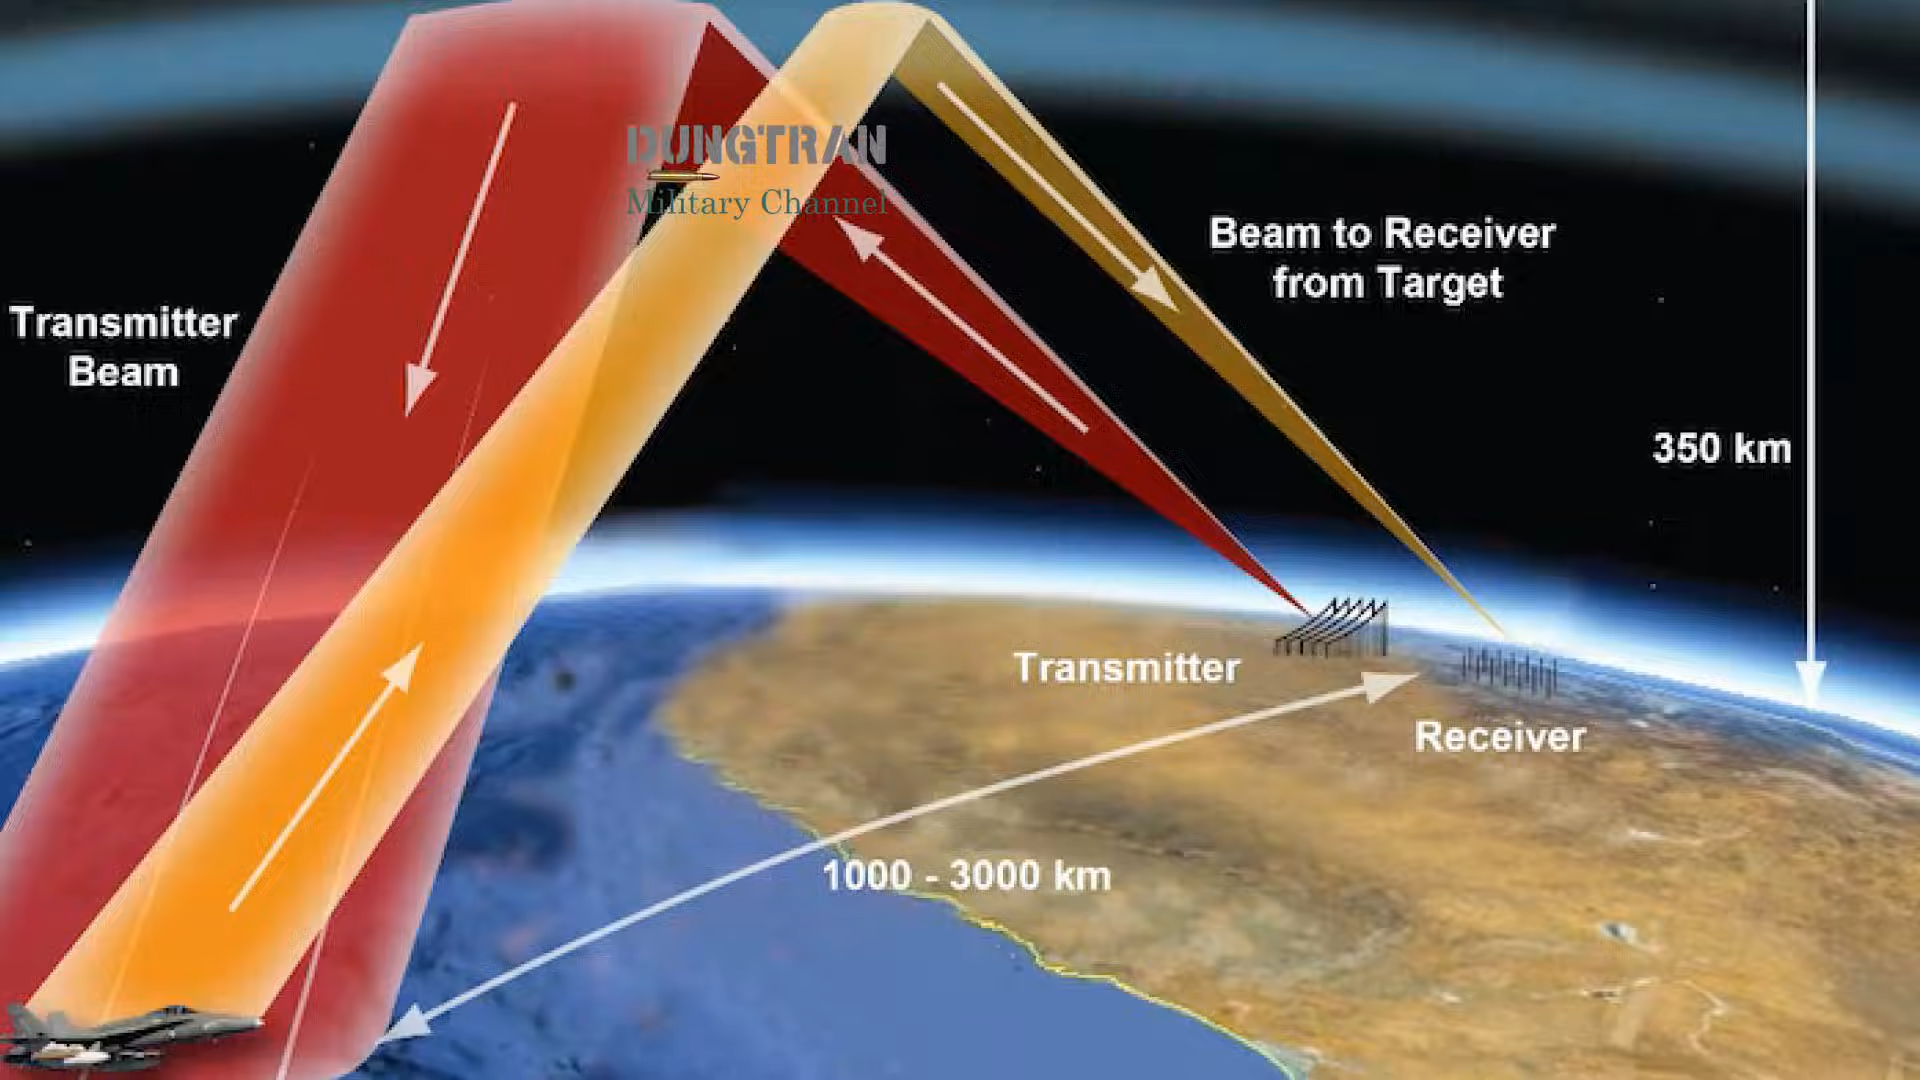 DUNGTRAN
Military Channel
Beam to Receiver
from Target
Transmitter
Beam
350 km
Transmitter
Receiver
1000 - 3000 km